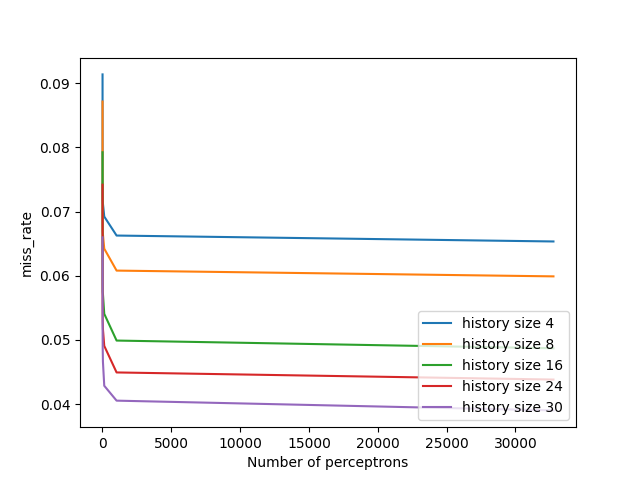 0.09
0.08
0.07
0.06
0.05
0.04
miss_rate
0
5000
10000
15000
20000
25000
30000
Number of perceptrons
history size 4
history size 8
history size 16
history size 24
history size 30